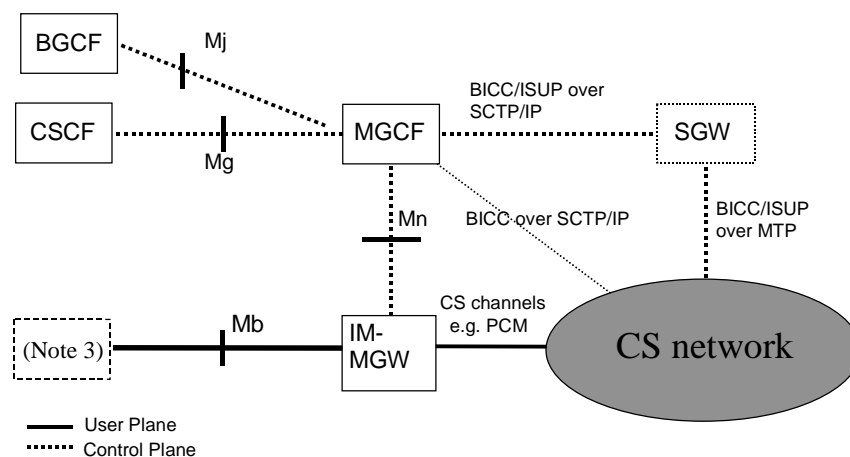 BGCF
Mj
BICC/ISUP over
SCTP/IP
CSCF
Mg
MGCF
SGW
Mn
BICC over SCTP/IP
BICC/ISUP
over MTP
CS channels
e.g. PCM
(Note 3)
Mb
IM-
MGW
CS network
User Plane
Control Plane